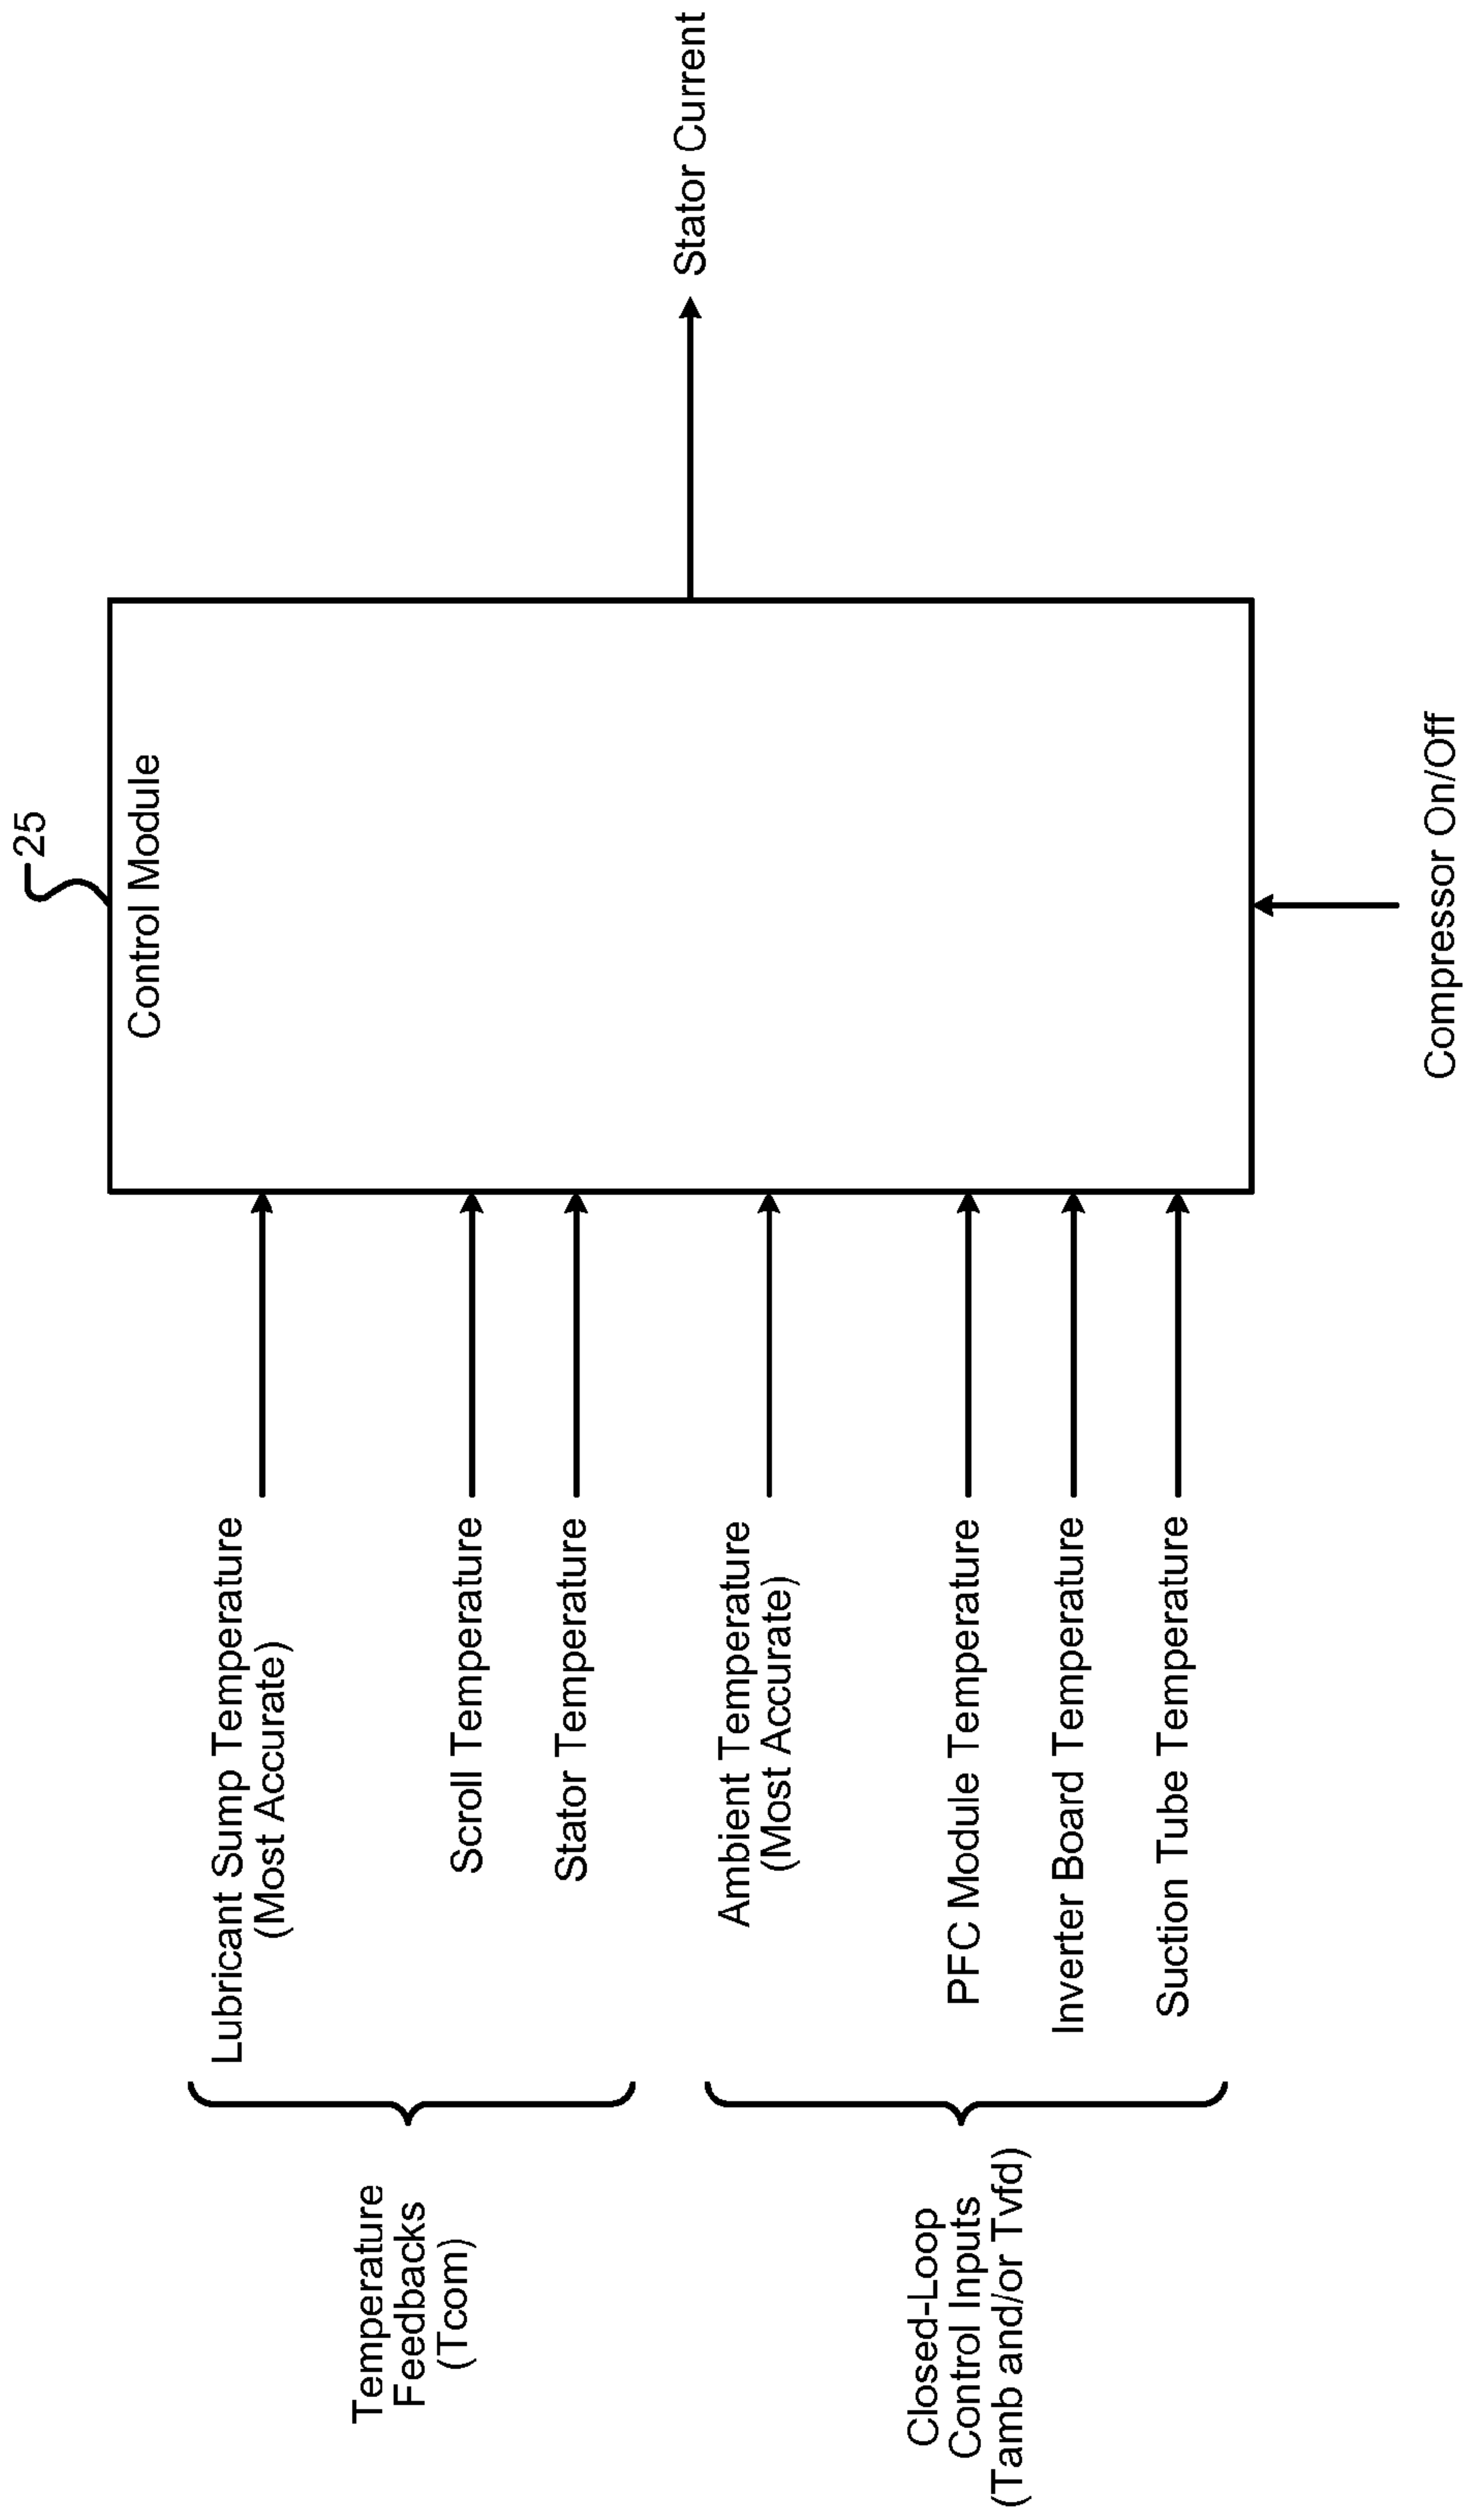 25
Control Module
Temperature
Feedbacks
(Tcom)
Lubricant Sump Temperature
(Most Accurate)
Scroll Temperature
Stator Temperature
Closed-Loop
Control Inputs
(Tamb and/or Tvfd)
Ambient Temperature
(Most Accurate)
PFC Module Temperature
Inverter Board Temperature
Suction Tube Temperature
Stator Current
Compressor On/Off